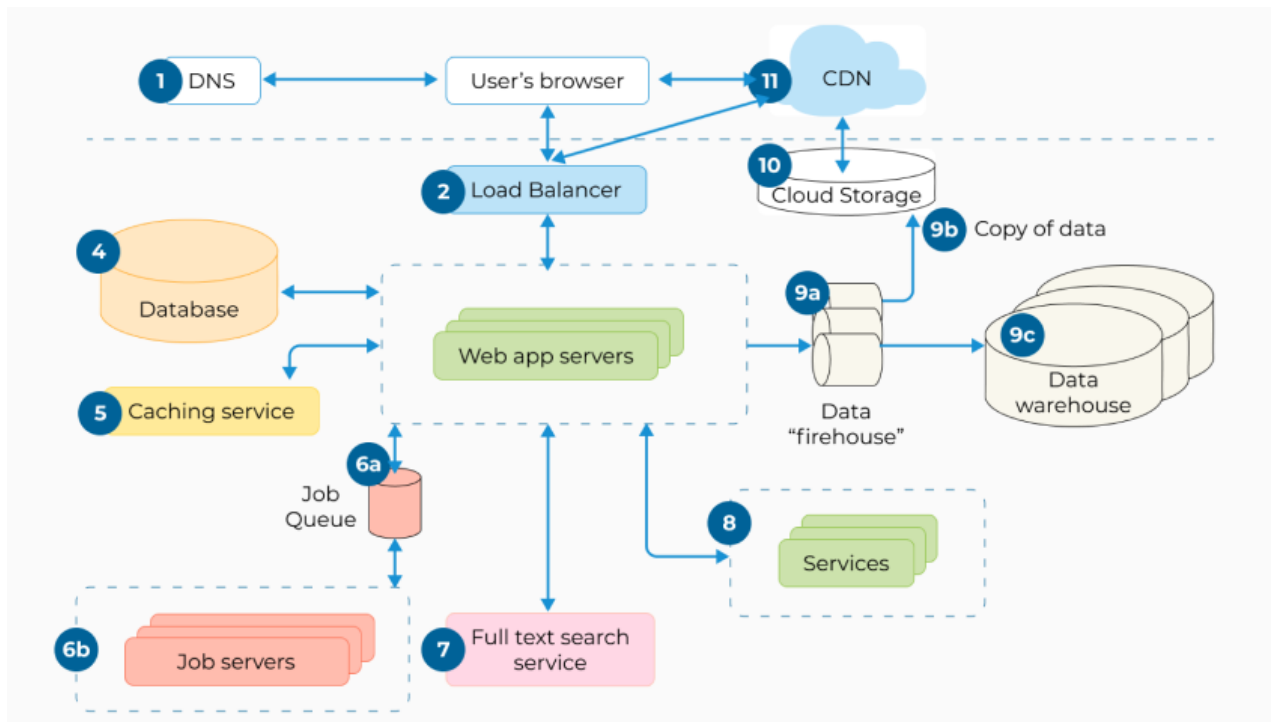 1 DNS
User's browser
11 CDN
2 Load Balancer
10 Cloud Storage
4 Database
9b Copy of data
9a
Data
“firehouse”
Web app servers
9c
Data
warehouse
5 Caching service
6a
Job
Queue
8
Services
6b
Job servers
7
Full text search
service